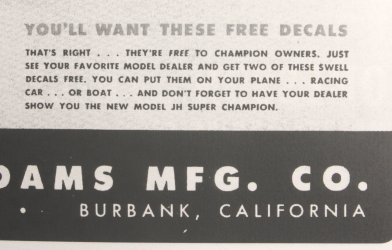 YOU'LL WANT THESE FREE DECALS
THAT'S RIGHT . . . THEY'RE FREE TO CHAMPION OWNERS. JUST
SEE YOUR FAVORITE MODEL DEALER AND GET TWO OF THESE SWELL
DECALS FREE. YOU CAN PUT THEM ON YOUR PLANE . . . RACING
CAR . . . OR BOAT . . . AND DON'T FORGET TO HAVE YOUR DEALER
SHOW YOU THE NEW MODEL JH SUPER CHAMPION.
DAMS MFG. CO.
• BURBANK, CALIFORNIA